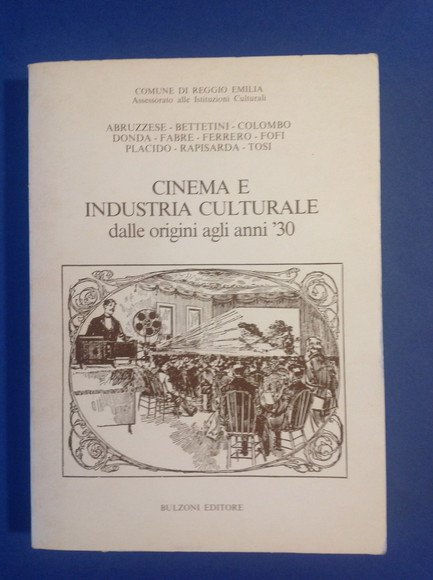 COMUNE DI REGGIO EMILIA
Assessorato alle Istituzioni Culturali
ABRUZZESE - BETTETINI - COLOMBO
DONDA - FABRE - FERRERO - FOFI
PLACIDO - RAPISARDA - TOSI
CINEMA E
INDUSTRIA CULTURALE
dalle origini agli anni '30
BULZONI EDITORE